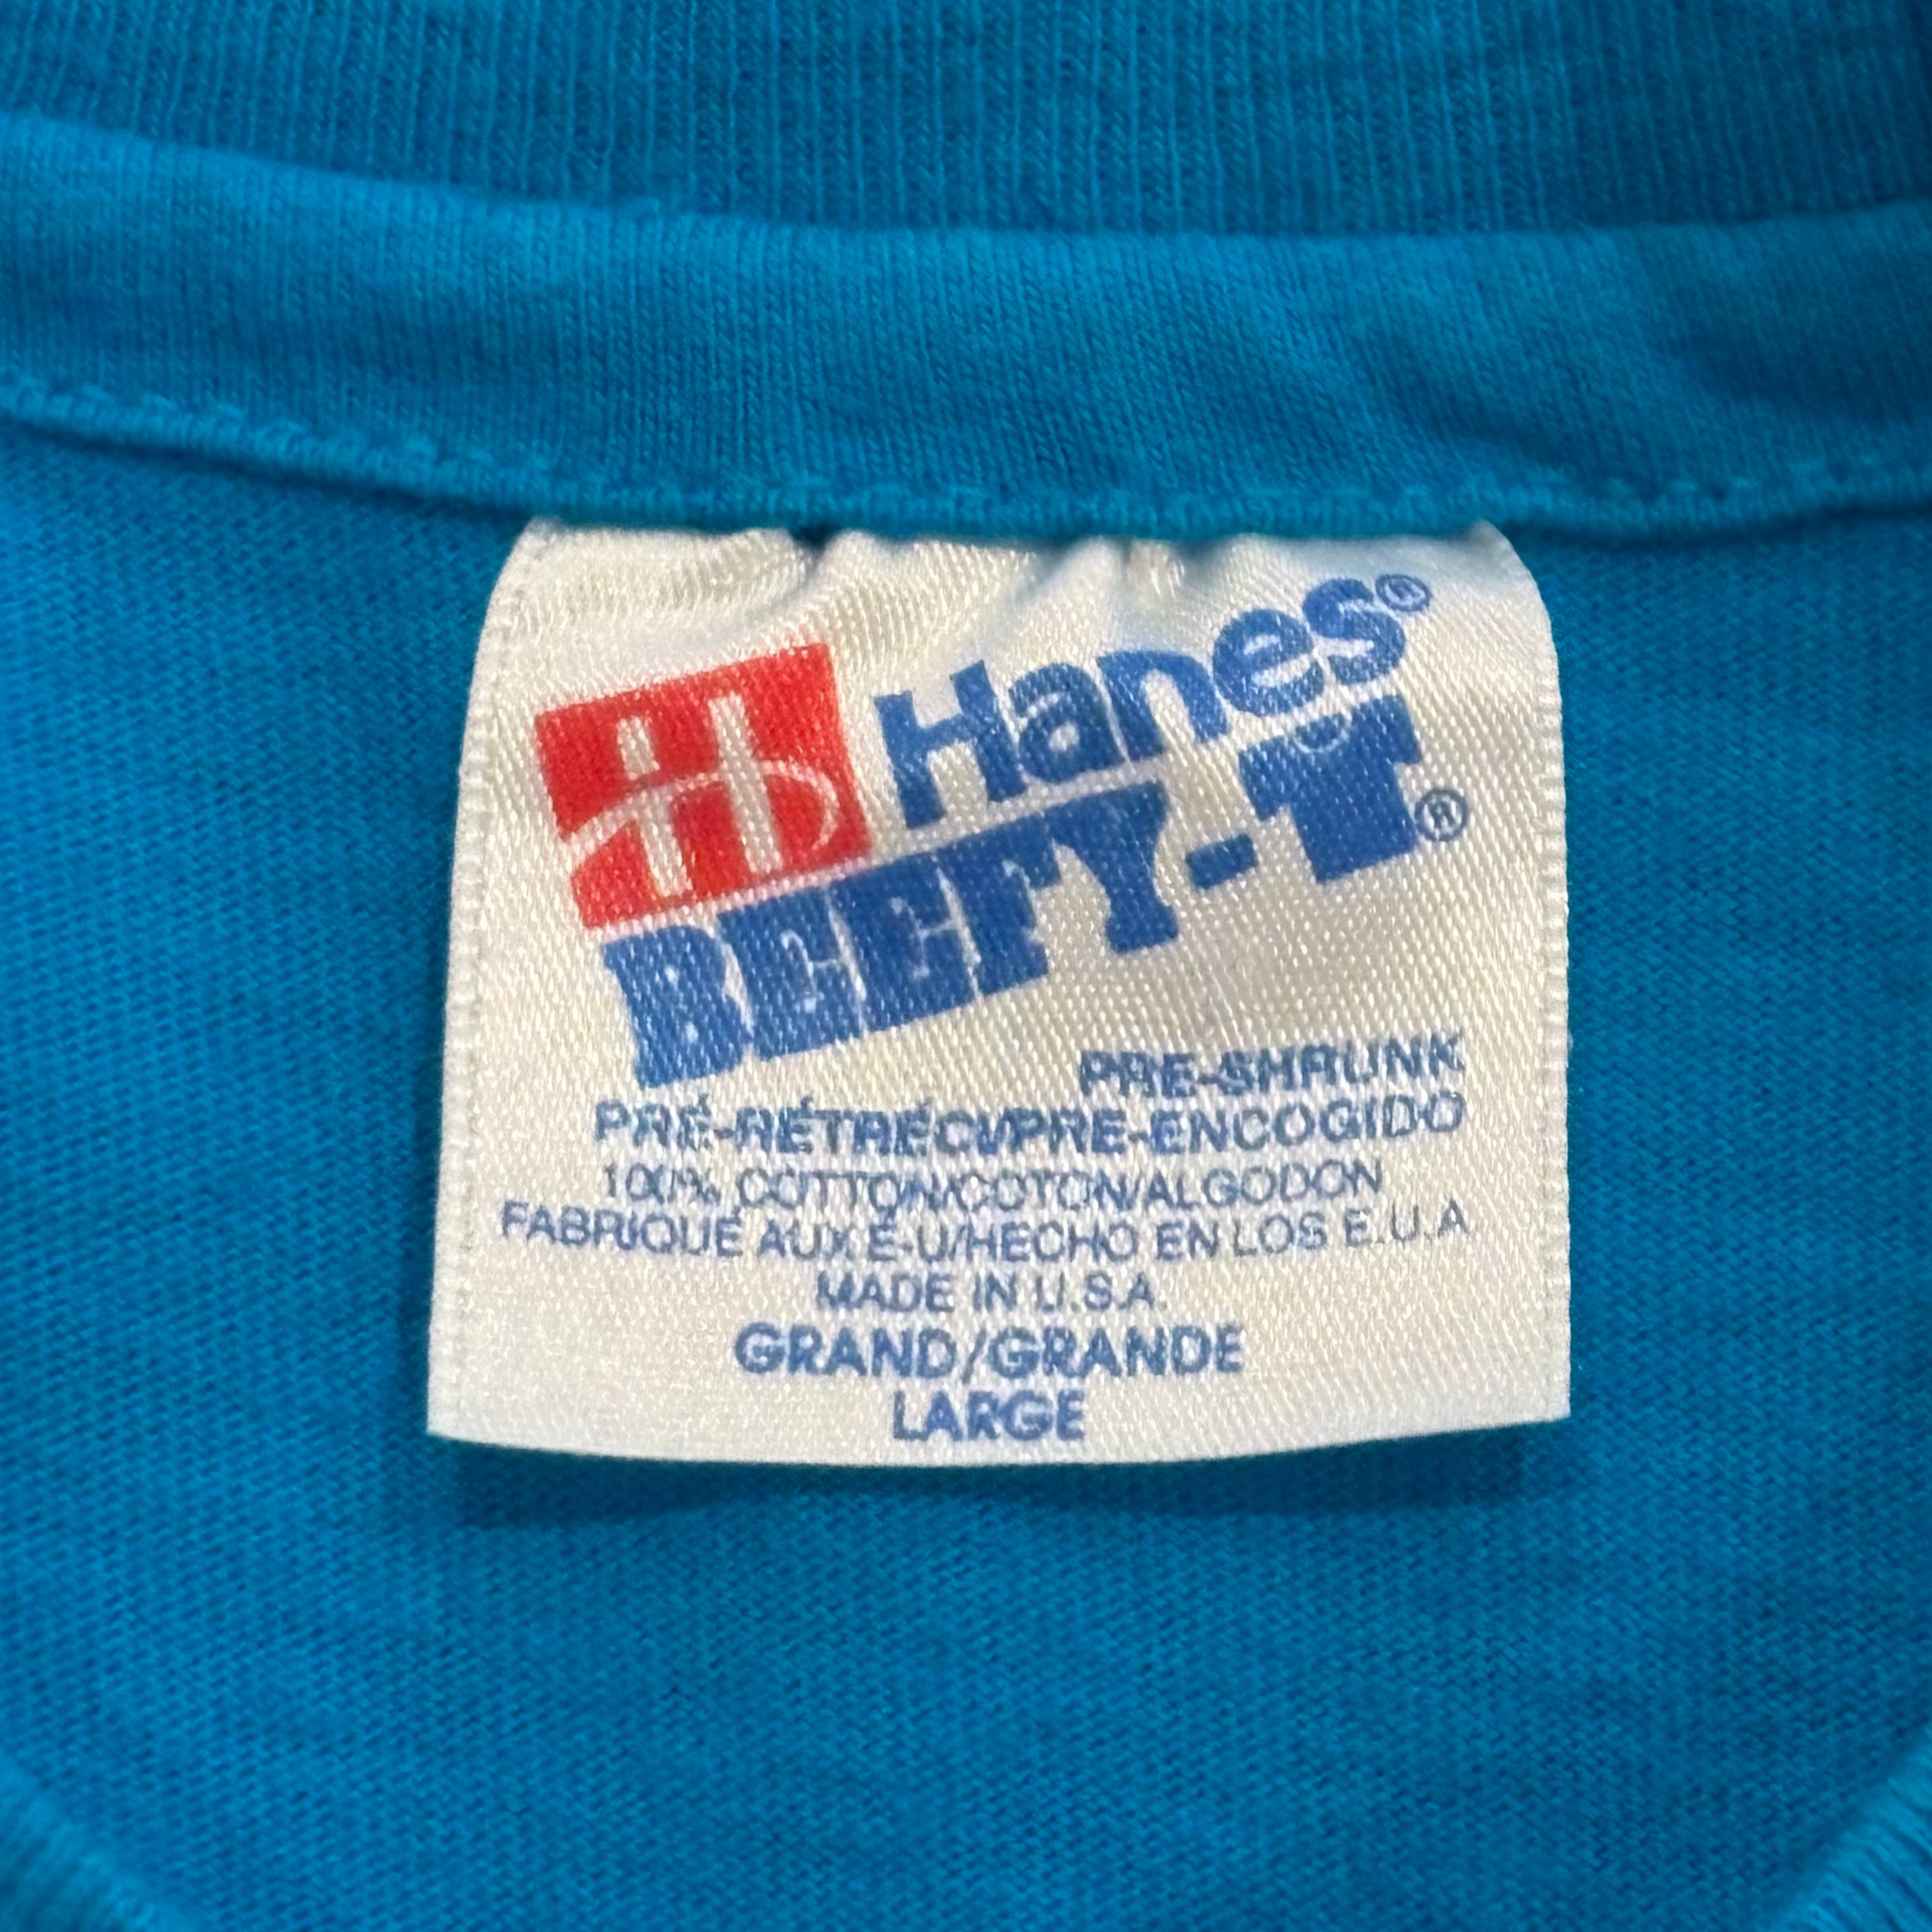 Hanes®
BEEFY-T®
PRE-SHRUNK
PRÉ-RÉTRÉCI/PRE-ENCOGIDO
100% COTTON/COTON/ALGODON
FABRIQUÉ AUX É-U/HECHO EN LOS E.U.A
MADE IN U.S.A.
GRAND/GRANDE
LARGE